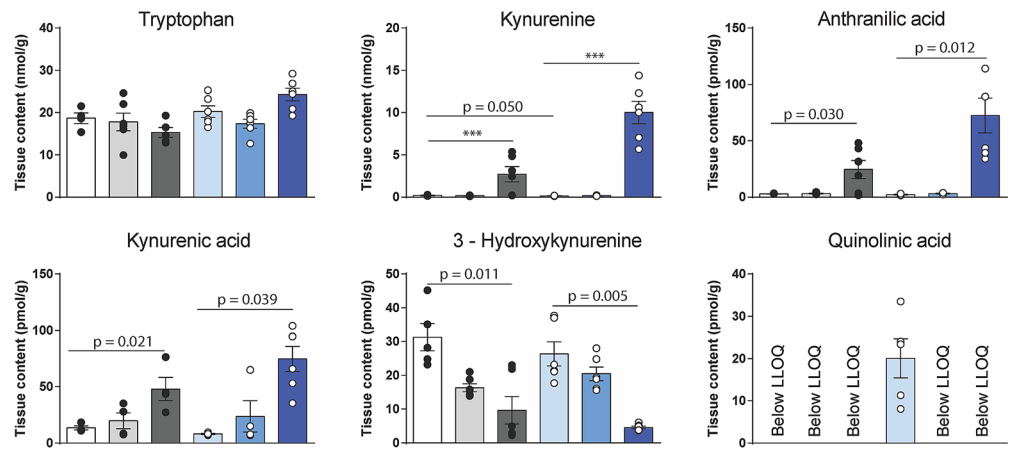 Tryptophan
Tissue content (nmol/g)
40
30
20
10
0
Kynurenine
Tissue content (nmol/g)
20
15
10
5
0
***
p = 0.050
***
Anthranilic acid
Tissue content (pmol/g)
150
100
50
0
p = 0.012
p = 0.030
Kynurenic acid
Tissue content (pmol/g)
150
100
50
0
p = 0.039
p = 0.021
3 - Hydroxykynurenine
Tissue content (pmol/g)
50
40
30
20
10
0
p = 0.011
p = 0.005
Quinolinic acid
Tissue content (pmol/g)
40
30
20
10
0
Below LLOQ
Below LLOQ
Below LLOQ
Below LLOQ
Below LLOQ